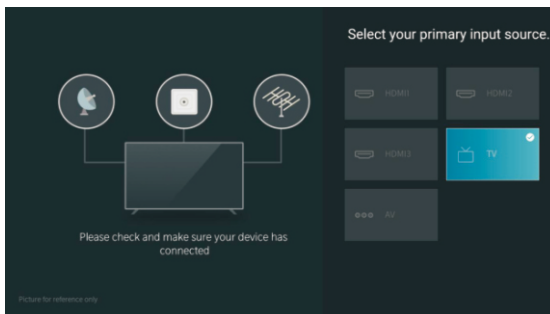 Select your primary input source.
HDMI1
HDMI2
HDMI3
TV
AV
Please check and make sure your device has
connected
Picture for reference only.